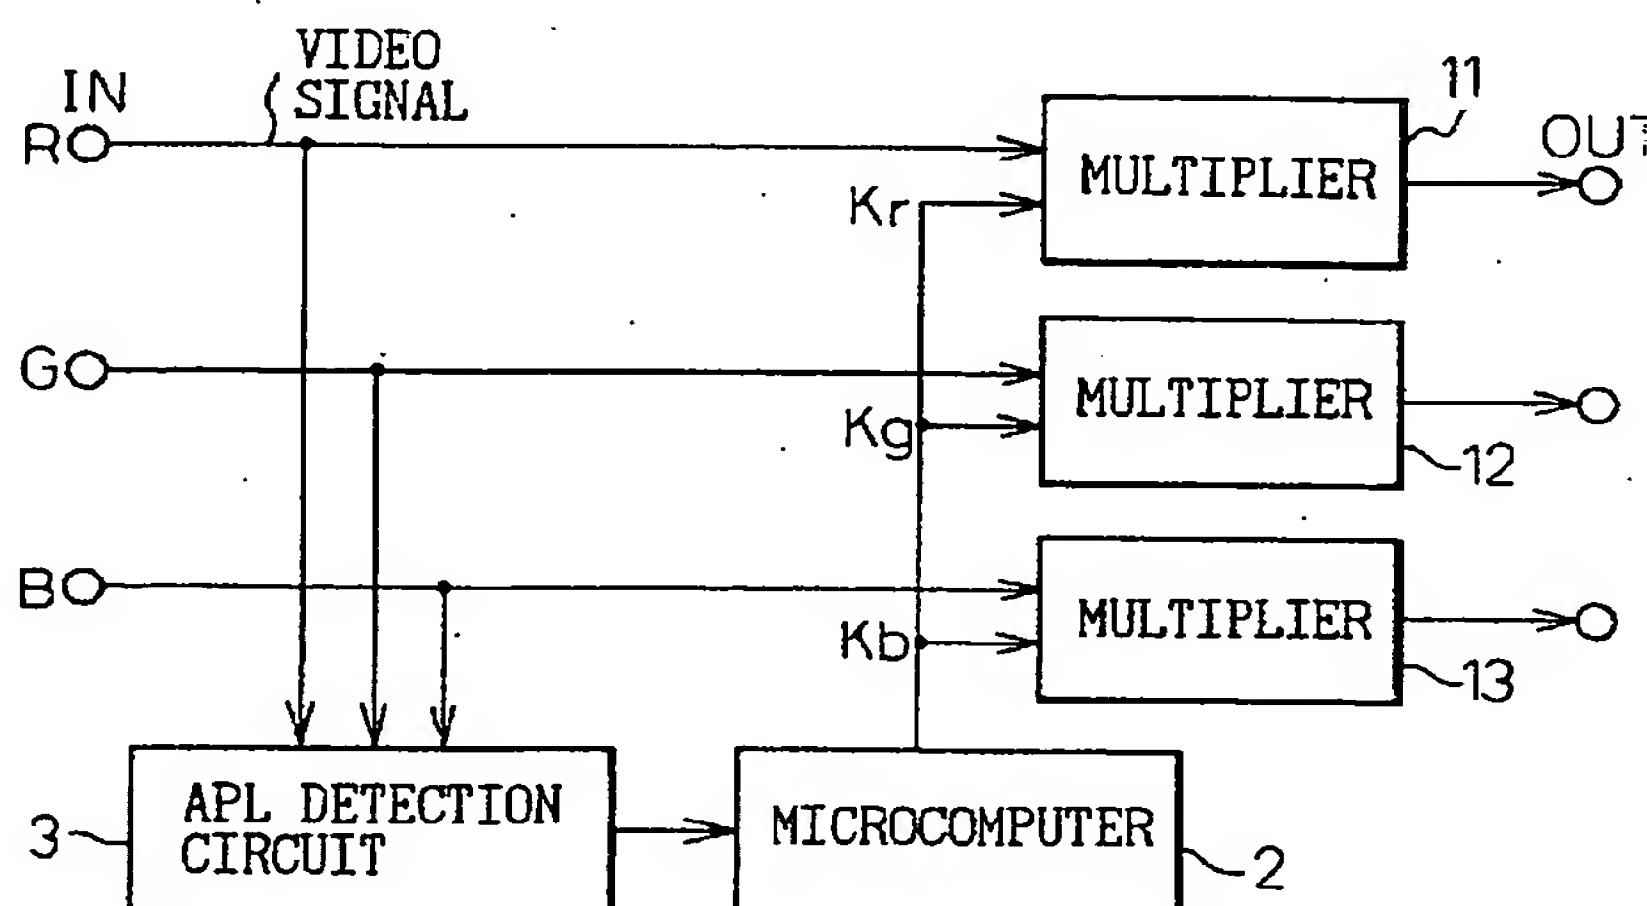 VIDEO
SIGNAL
IN
R
11
OUT
MULTIPLIER
Kr
G
MULTIPLIER
Kg
12
B
MULTIPLIER
Kb
13
APL DETECTION
CIRCUIT
MICROCOMPUTER
3
2